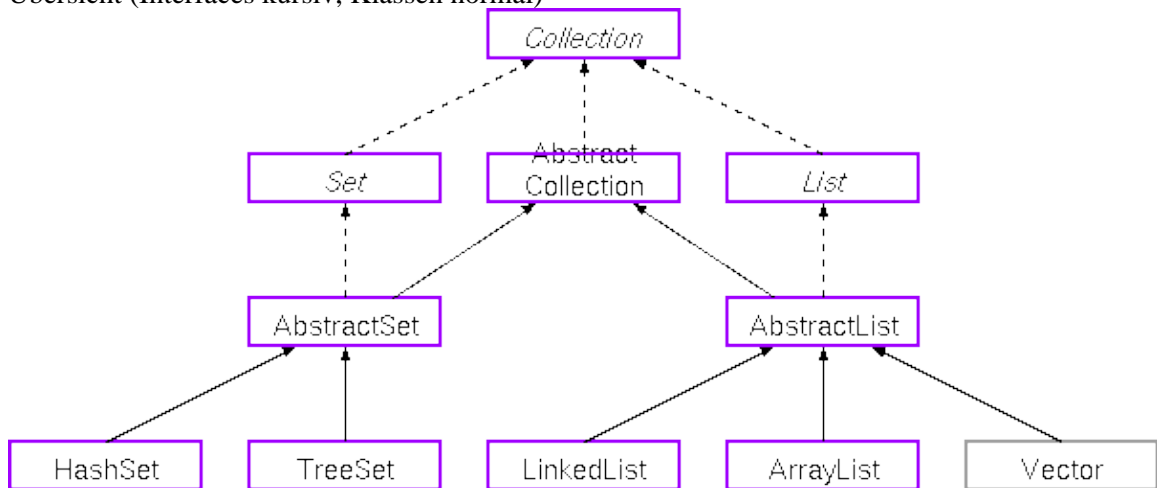 Übersicht (Interfaces kursiv, Klassen normal)
Collection
Set
Abstract
Collection
List
AbstractSet
AbstractList
HashSet
TreeSet
LinkedList
ArrayList
Vector